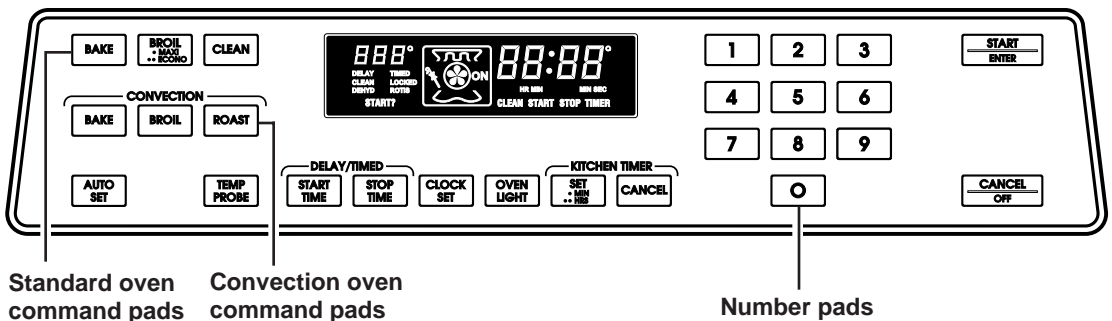 BAKE
BROIL
• MAXI
•• ECONO
CLEAN
CONVECTION
BAKE
BROIL
ROAST
AUTO
SET
TEMP
PROBE
888°
DELAY TIMED
CLEAN LOCKED
DEHYD ROTIS
START?
ON
88:88°
HR MIN MIN SEC
CLEAN START STOP TIMER
DELAY/TIMED
START
TIME
STOP
TIME
CLOCK
SET
OVEN
LIGHT
KITCHEN TIMER
SET
• MIN
•• HRS
CANCEL
1 2 3
4 5 6
7 8 9
0
START
ENTER
CANCEL
OFF
Standard oven
command pads
Convection oven
command pads
Number pads